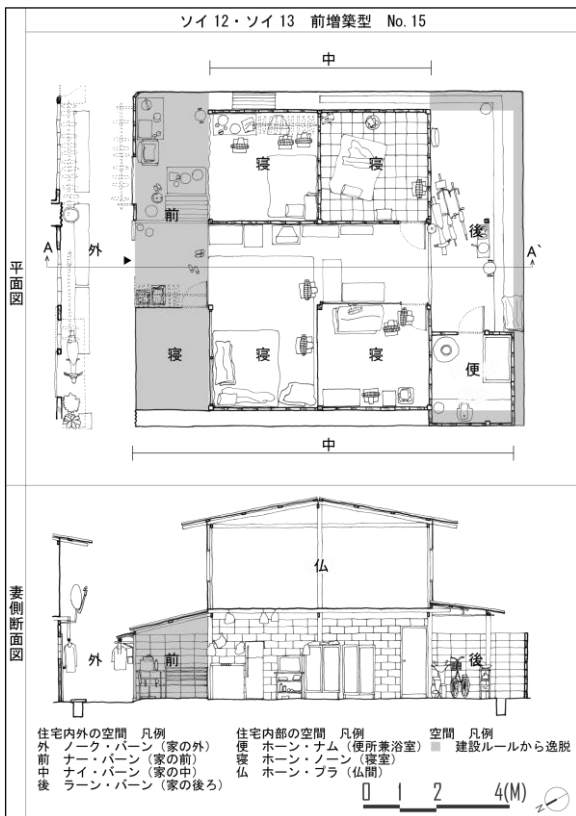 ソイ12・ソイ13 前増築型 No.15
平面図
中
寝
寝
前
後
A
外
A`
寝
寝
寝
便
中
妻側断面図
仏
外
前
後
住宅内外の空間 凡例
外 ノーク・バーン（家の外）
前 ナー・バーン（家の前）
中 ナイ・バーン（家の中）
後 ラーン・バーン（家の後ろ）
住宅内部の空間 凡例
便 ホーン・ナム（便所兼浴室）
寝 ホーン・ノーン（寝室）
仏 ホーン・プラ（仏間）
空間 凡例
建設ルールから逸脱
0 1 2 4(M)